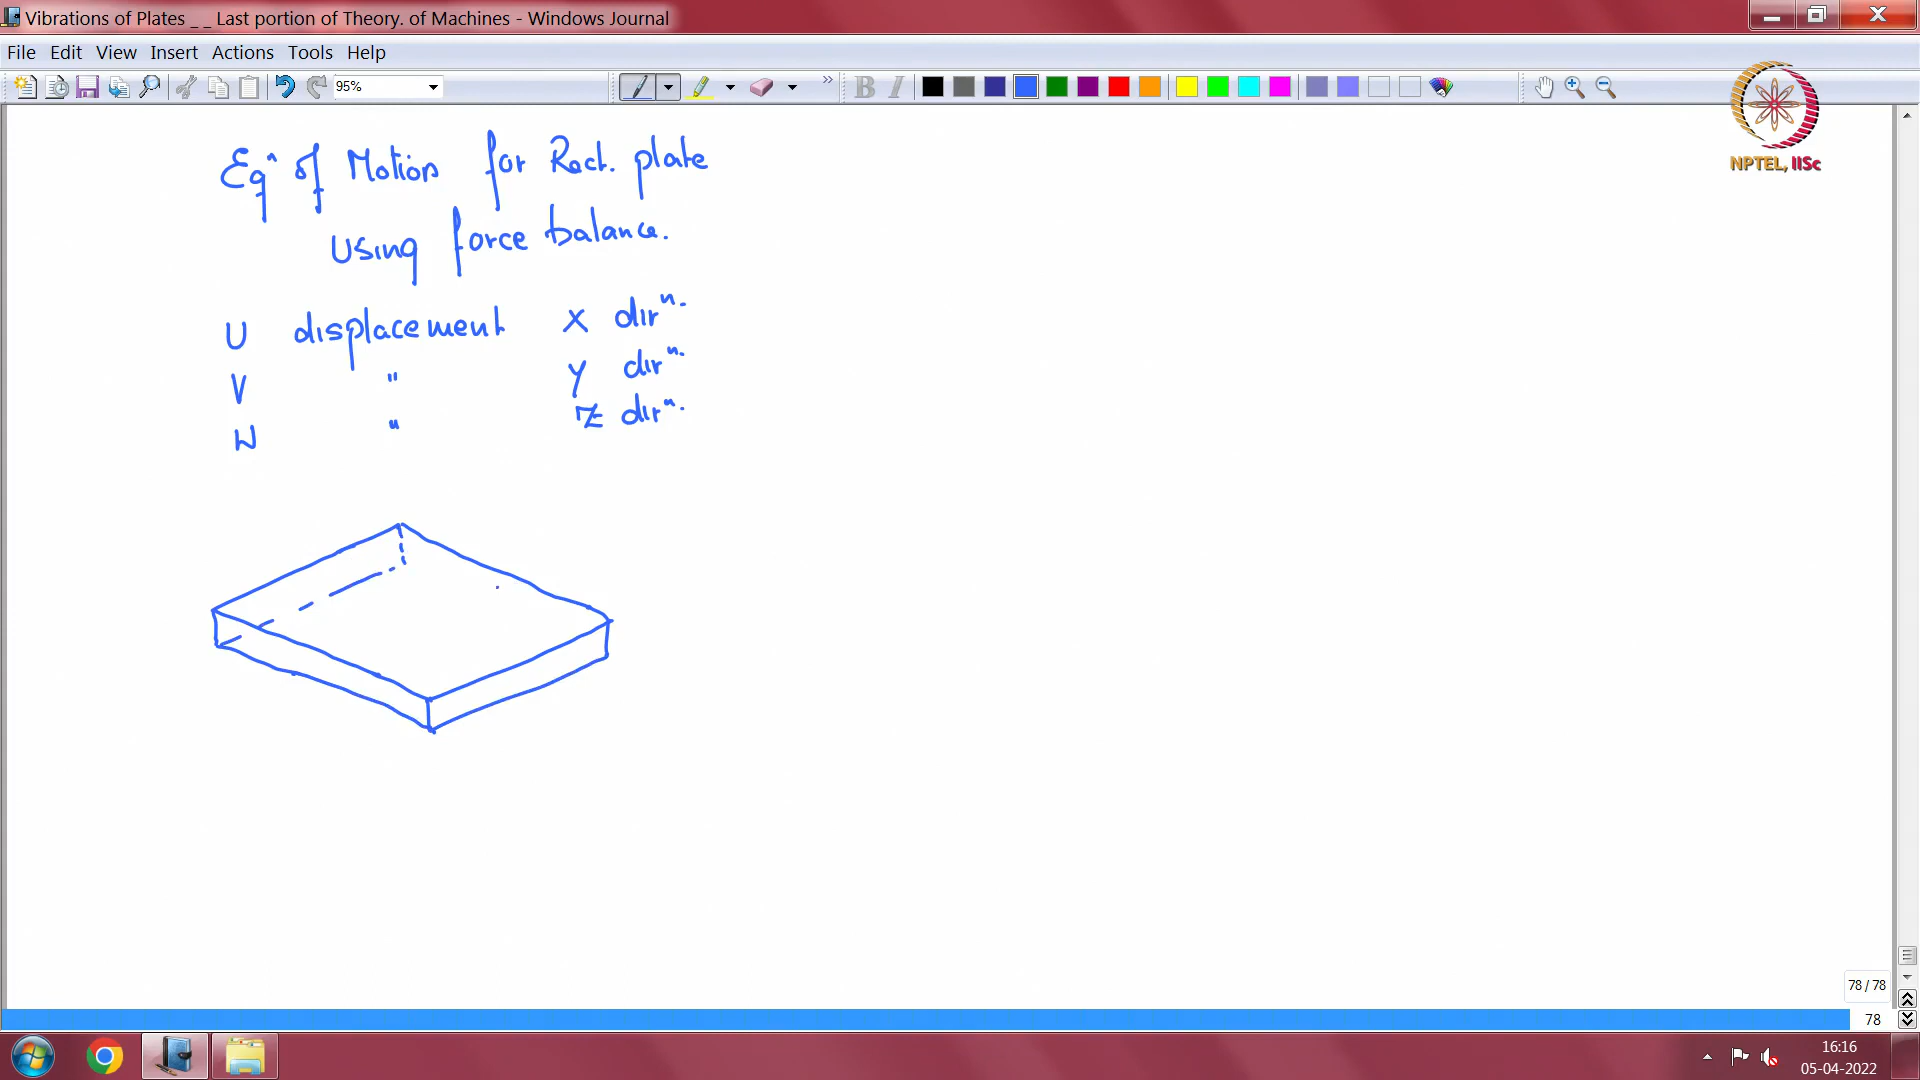 Vibrations of Plates _ _ Last portion of Theory. of Machines - Windows Journal
File Edit View Insert Actions Tools Help
95%
B I
NPTEL, IISc
Eqⁿ of Motion for Rect. plate
Using force balance.
U displacement X dirⁿ.
V " Y dirⁿ.
W " Z dirⁿ.
78 / 78
78
16:16
05-04-2022